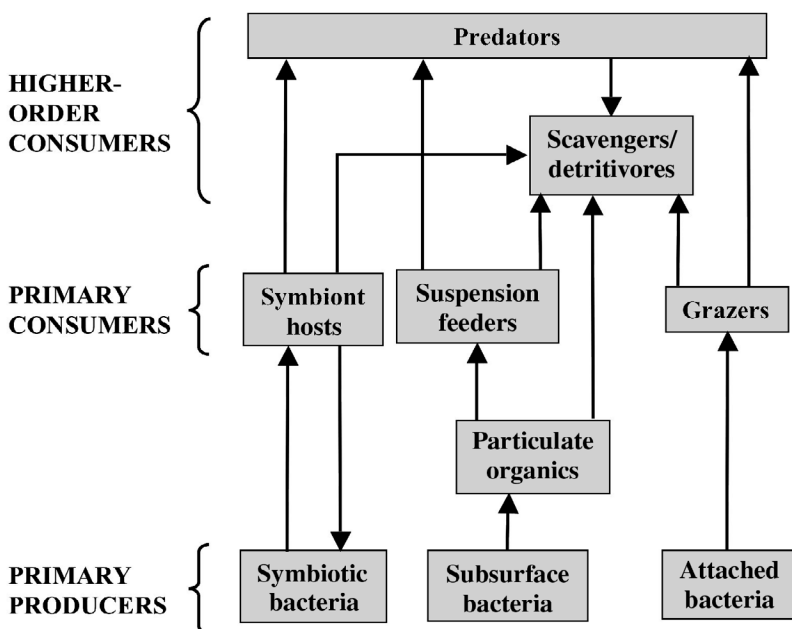 Predators
HIGHER-
ORDER
CONSUMERS
Scavengers/
detritivores
PRIMARY
CONSUMERS
Symbiont
hosts
Suspension
feeders
Grazers
Particulate
organics
PRIMARY
PRODUCERS
Symbiotic
bacteria
Subsurface
bacteria
Attached
bacteria